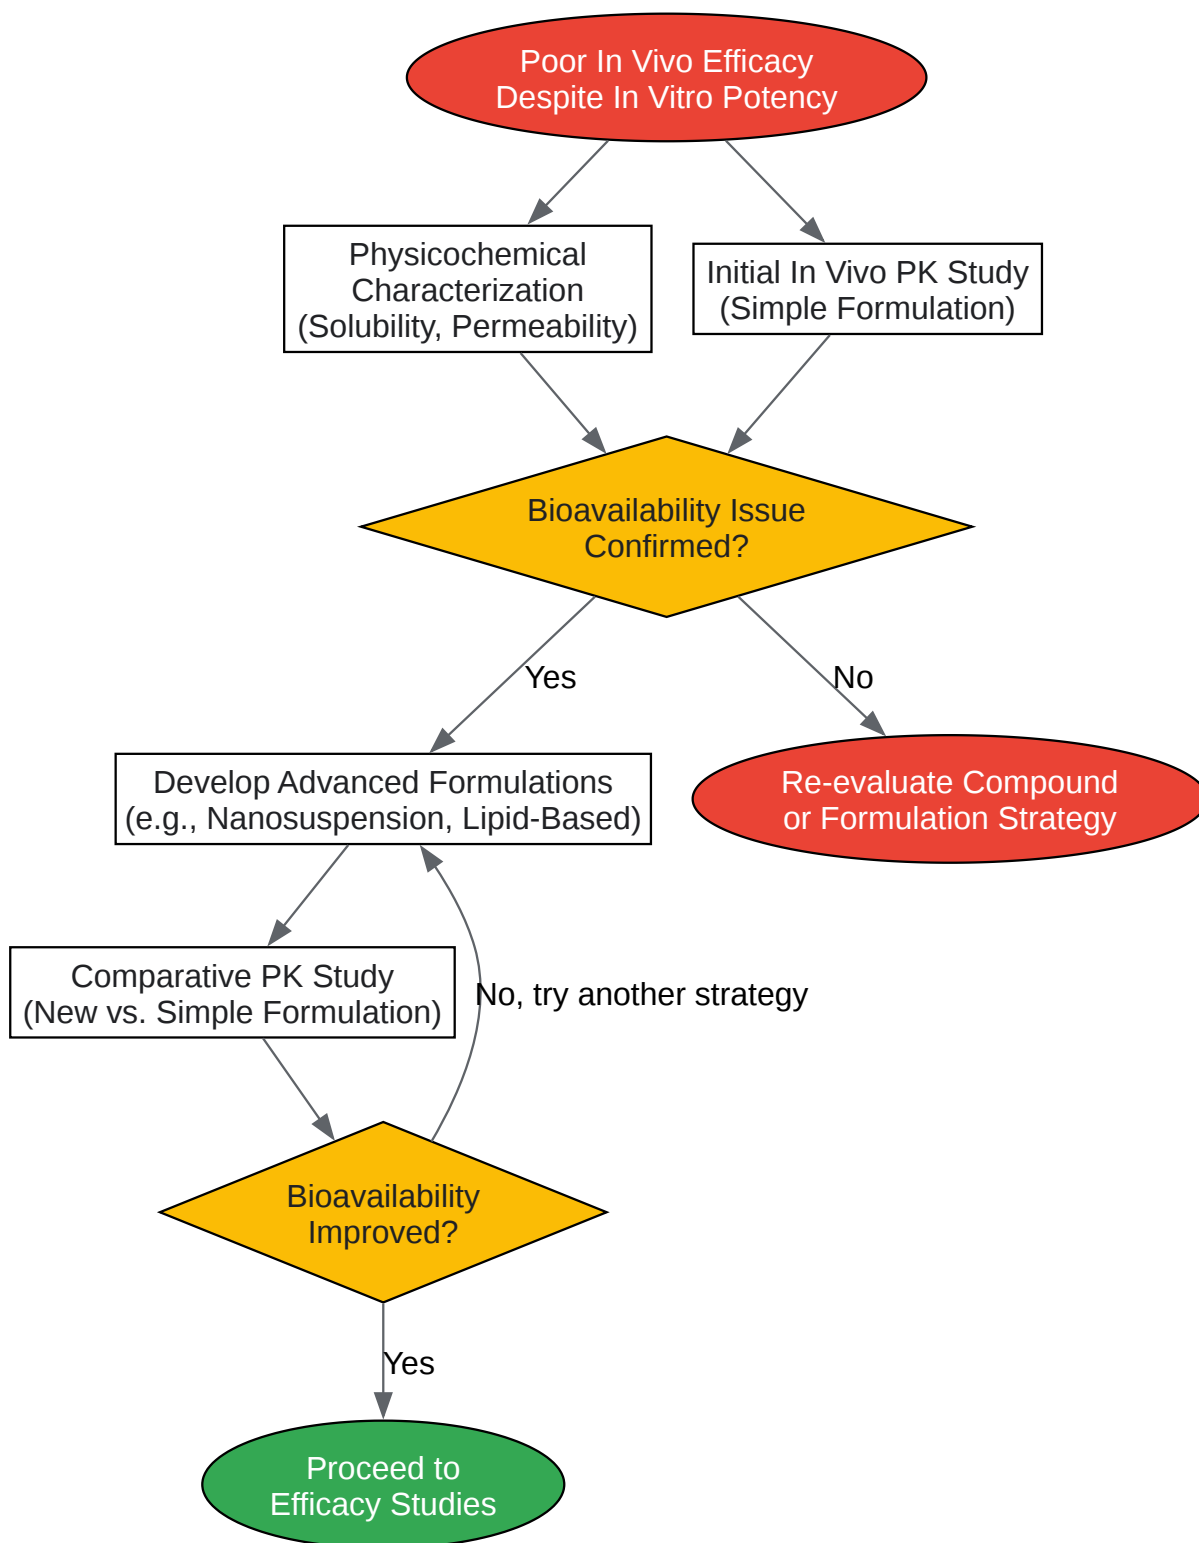 Poor In Vivo Efficacy
Despite In Vitro Potency
Physicochemical
Characterization
(Solubility, Permeability)
Initial In Vivo PK Study
(Simple Formulation)
Bioavailability Issue
Confirmed?
Yes
No
Develop Advanced Formulations
(e.g., Nanosuspension, Lipid-Based)
Re-evaluate Compound
or Formulation Strategy
Comparative PK Study
(New vs. Simple Formulation)
No, try another strategy
Bioavailability
Improved?
Yes
Proceed to
Efficacy Studies